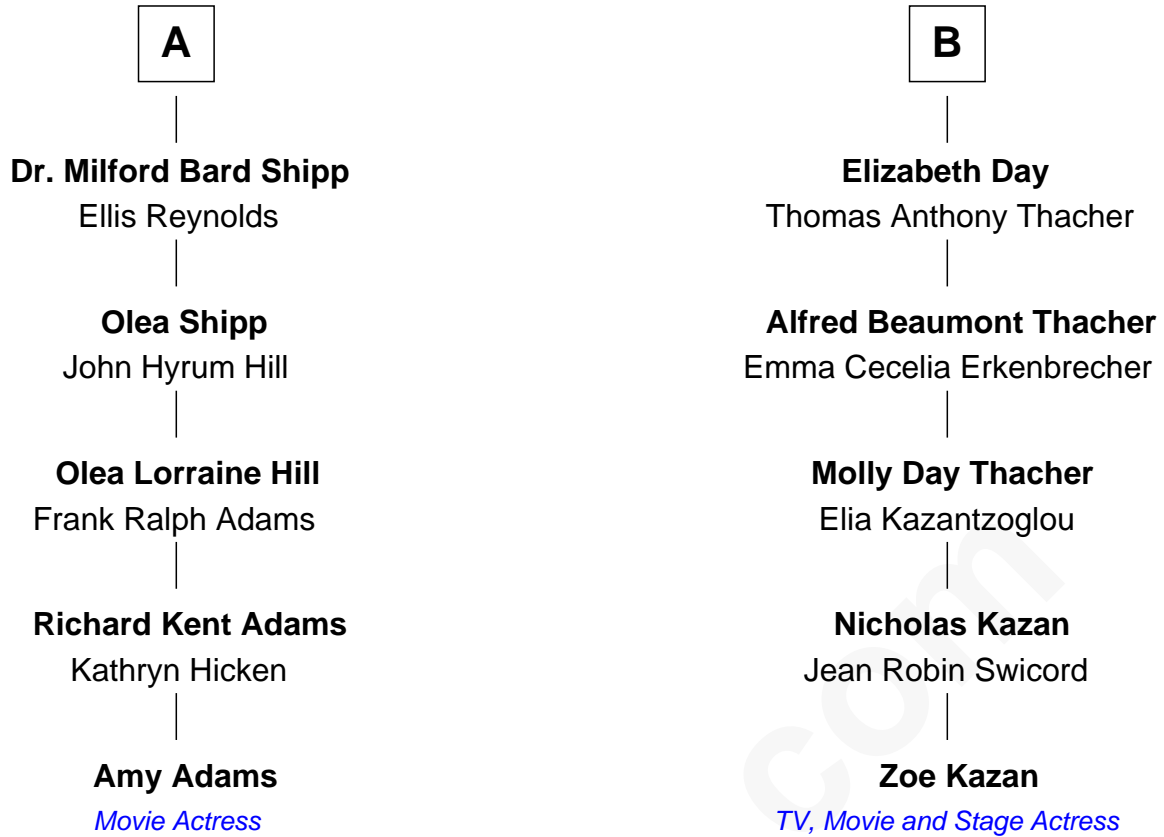 A
Dr. Milford Bard Shipp
Ellis Reynolds
Olea Shipp
John Hyrum Hill
Olea Lorraine Hill
Frank Ralph Adams
Richard Kent Adams
Kathryn Hicken
Amy Adams
Movie Actress
B
Elizabeth Day
Thomas Anthony Thacher
Alfred Beaumont Thacher
Emma Cecelia Erkenbrecher
Molly Day Thacher
Elia Kazantzoglou
Nicholas Kazan
Jean Robin Swicord
Zoe Kazan
TV, Movie and Stage Actress
com